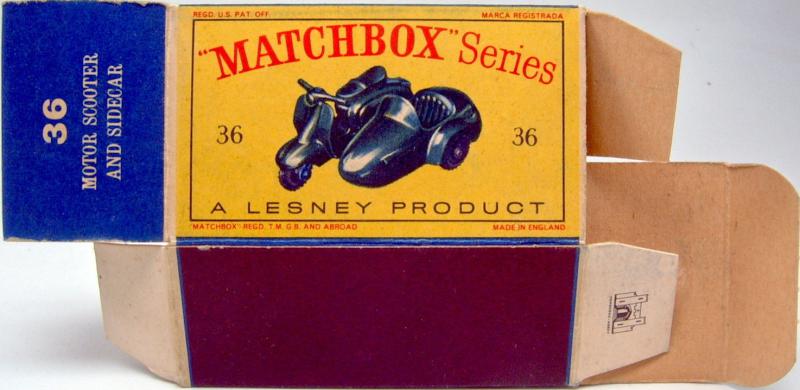 REGD. U.S. PAT. OFF.
MARCA REGISTRADA
"MATCHBOX" Series
36
36
A LESNEY PRODUCT
"MATCHBOX" REGD. T.M. G.B. AND ABROAD
MADE IN ENGLAND
36
MOTOR SCOOTER
AND SIDECAR